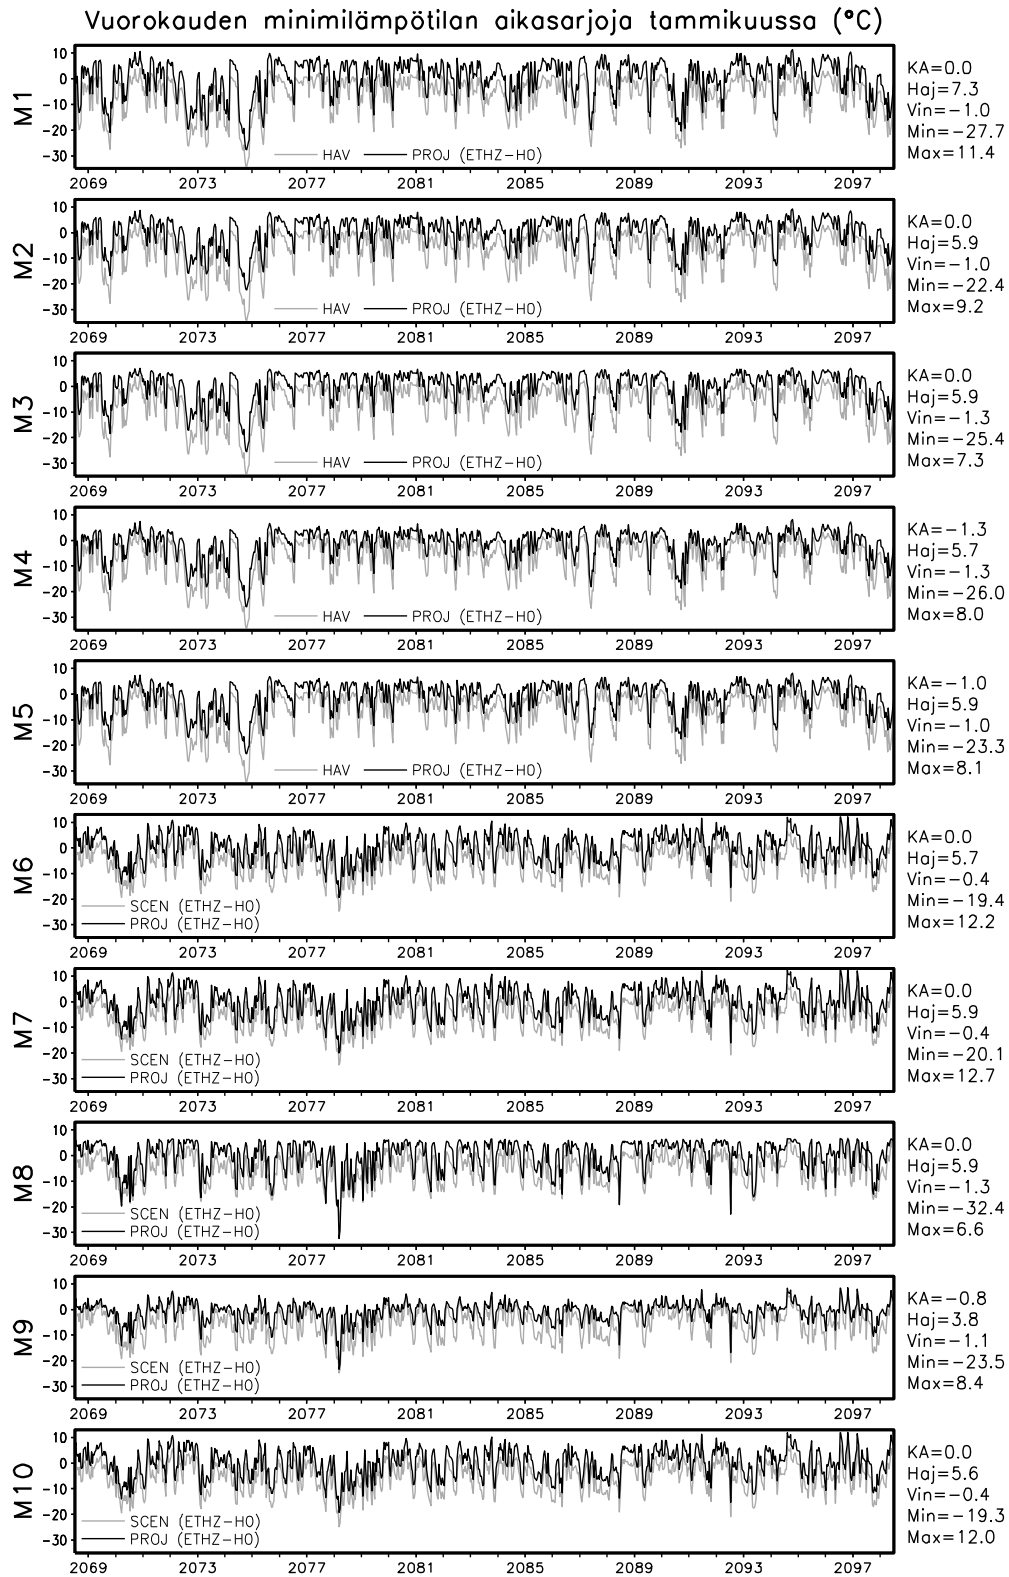 Vuorokauden minimilämpötilan aikasarjoja tammikuussa (°C)
M1
10
0
-10
-20
-30
HAV PROJ (ETHZ-H0)
2069 2073 2077 2081 2085 2089 2093 2097
KA=0.0
Haj=7.3
Vin=-1.0
Min=-27.7
Max=11.4
M2
10
0
-10
-20
-30
HAV PROJ (ETHZ-H0)
2069 2073 2077 2081 2085 2089 2093 2097
KA=0.0
Haj=5.9
Vin=-1.0
Min=-22.4
Max=9.2
M3
10
0
-10
-20
-30
HAV PROJ (ETHZ-H0)
2069 2073 2077 2081 2085 2089 2093 2097
KA=0.0
Haj=5.9
Vin=-1.3
Min=-25.4
Max=7.3
M4
10
0
-10
-20
-30
HAV PROJ (ETHZ-H0)
2069 2073 2077 2081 2085 2089 2093 2097
KA=-1.3
Haj=5.7
Vin=-1.3
Min=-26.0
Max=8.0
M5
10
0
-10
-20
-30
HAV PROJ (ETHZ-H0)
2069 2073 2077 2081 2085 2089 2093 2097
KA=-1.0
Haj=5.9
Vin=-1.0
Min=-23.3
Max=8.1
M6
10
0
-10
-20
-30
SCEN (ETHZ-H0)
PROJ (ETHZ-H0)
2069 2073 2077 2081 2085 2089 2093 2097
KA=0.0
Haj=5.7
Vin=-0.4
Min=-19.4
Max=12.2
M7
10
0
-10
-20
-30
SCEN (ETHZ-H0)
PROJ (ETHZ-H0)
2069 2073 2077 2081 2085 2089 2093 2097
KA=0.0
Haj=5.9
Vin=-0.4
Min=-20.1
Max=12.7
M8
10
0
-10
-20
-30
SCEN (ETHZ-H0)
PROJ (ETHZ-H0)
2069 2073 2077 2081 2085 2089 2093 2097
KA=0.0
Haj=5.9
Vin=-1.3
Min=-32.4
Max=6.6
M9
10
0
-10
-20
-30
SCEN (ETHZ-H0)
PROJ (ETHZ-H0)
2069 2073 2077 2081 2085 2089 2093 2097
KA=-0.8
Haj=3.8
Vin=-1.1
Min=-23.5
Max=8.4
M10
10
0
-10
-20
-30
SCEN (ETHZ-H0)
PROJ (ETHZ-H0)
2069 2073 2077 2081 2085 2089 2093 2097
KA=0.0
Haj=5.6
Vin=-0.4
Min=-19.3
Max=12.0